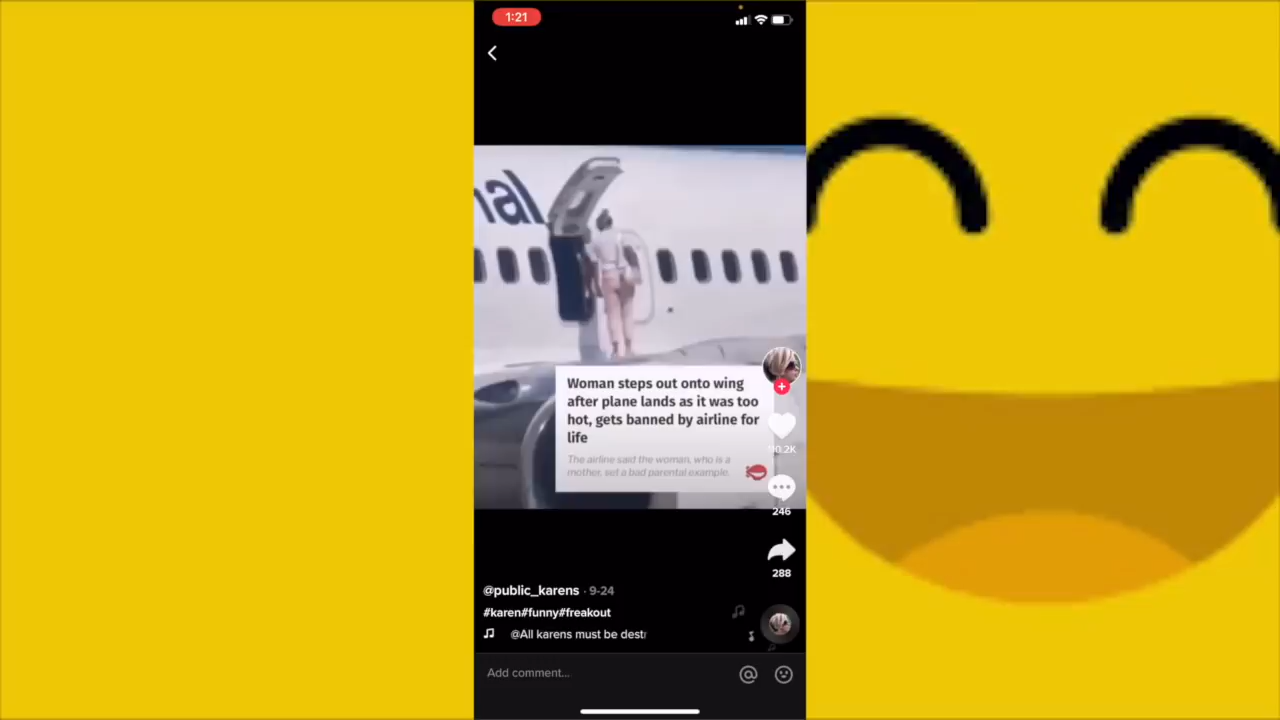 1:21
nal
Woman steps out onto wing
after plane lands as it was too
hot, gets banned by airline for
life
The airline said the woman, who is a
mother, set a bad parental example.
246
288
@public_karens · 9-24
#karen#funny#freakout
@All karens must be destr
Add comment...